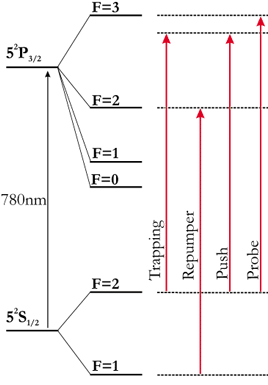 F=3
5²P₃/₂
F=2
F=1
F=0
780nm
Trapping
Repumper
Push
Probe
F=2
5²S₁/₂
F=1